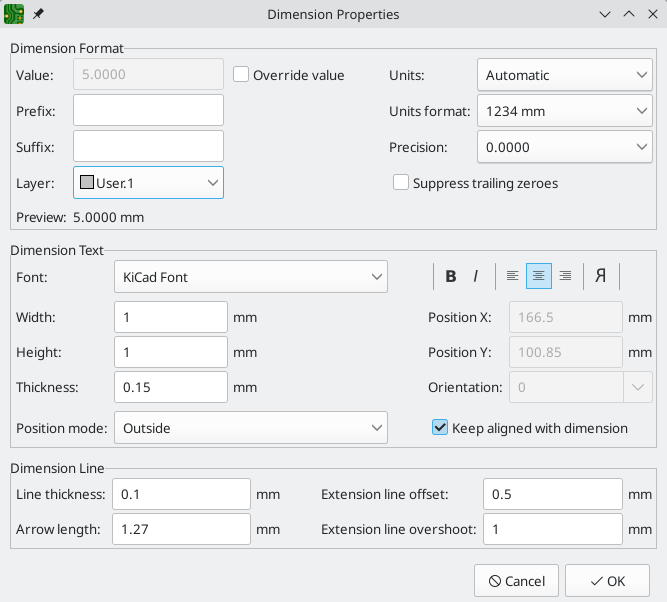 Dimension Properties
Dimension Format
Value: 5.0000 Override value Units: Automatic
Prefix: Units format: 1234 mm
Suffix: Precision: 0.0000
Layer: User.1 Suppress trailing zeroes
Preview: 5.0000 mm
Dimension Text
Font: KiCad Font B I Я
Width: 1 mm Position X: 166.5 mm
Height: 1 mm Position Y: 100.85 mm
Thickness: 0.15 mm Orientation: 0
Position mode: Outside Keep aligned with dimension
Dimension Line
Line thickness: 0.1 mm Extension line offset: 0.5 mm
Arrow length: 1.27 mm Extension line overshoot: 1 mm
Cancel OK